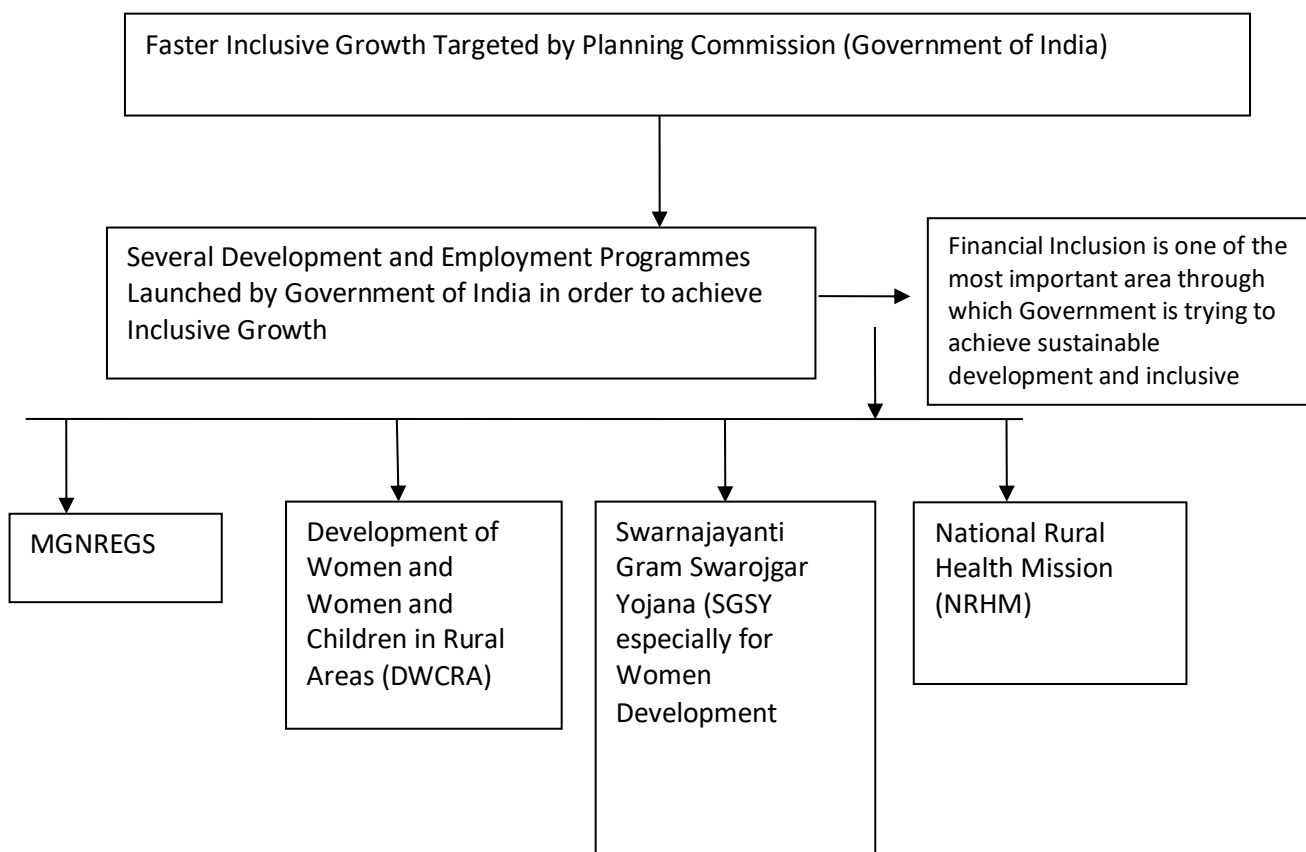 Faster Inclusive Growth Targeted by Planning Commission (Government of India)
Several Development and Employment Programmes
Launched by Government of India in order to achieve
Inclusive Growth
Financial Inclusion is one of the
most important area through
which Government is trying to
achieve sustainable
development and inclusive
MGNREGS
Development of
Women and
Women and
Children in Rural
Areas (DWCRA)
Swarnajayanti
Gram Swarojgar
Yojana (SGSY
especially for
Women
Development
National Rural
Health Mission
(NRHM)